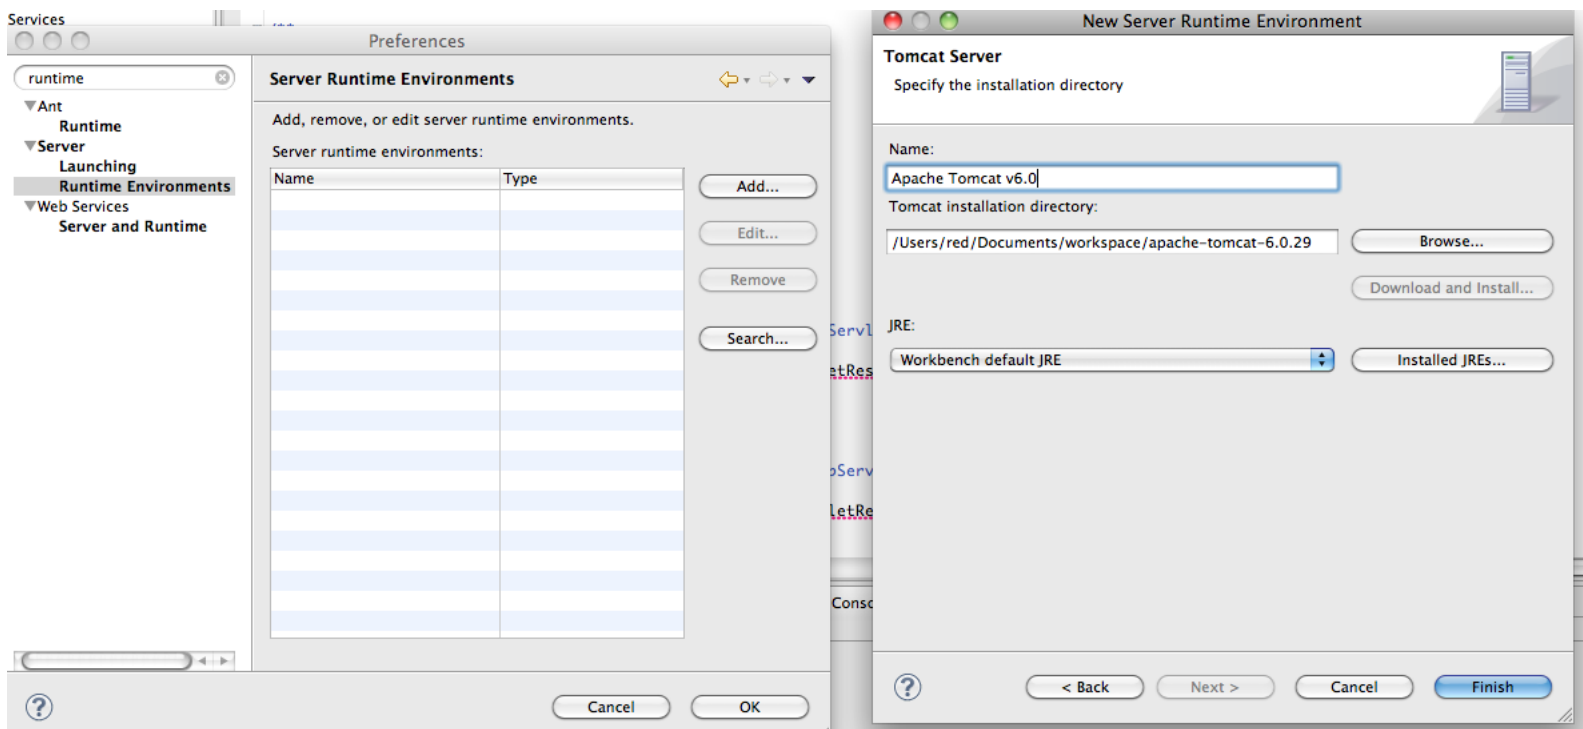 Services
/**
Preferences
runtime
Ant
Runtime
Server
Launching
Runtime Environments
Web Services
Server and Runtime
Server Runtime Environments
Add, remove, or edit server runtime environments.
Server runtime environments:
Name Type
Add...
Edit...
Remove
Search...
?
Cancel OK
Servl
etRes
Serv
letRe
Conso
New Server Runtime Environment
Tomcat Server
Specify the installation directory
Name:
Apache Tomcat v6.0
Tomcat installation directory:
/Users/red/Documents/workspace/apache-tomcat-6.0.29 Browse...
Download and Install...
JRE:
Workbench default JRE Installed JREs...
? < Back Next > Cancel Finish